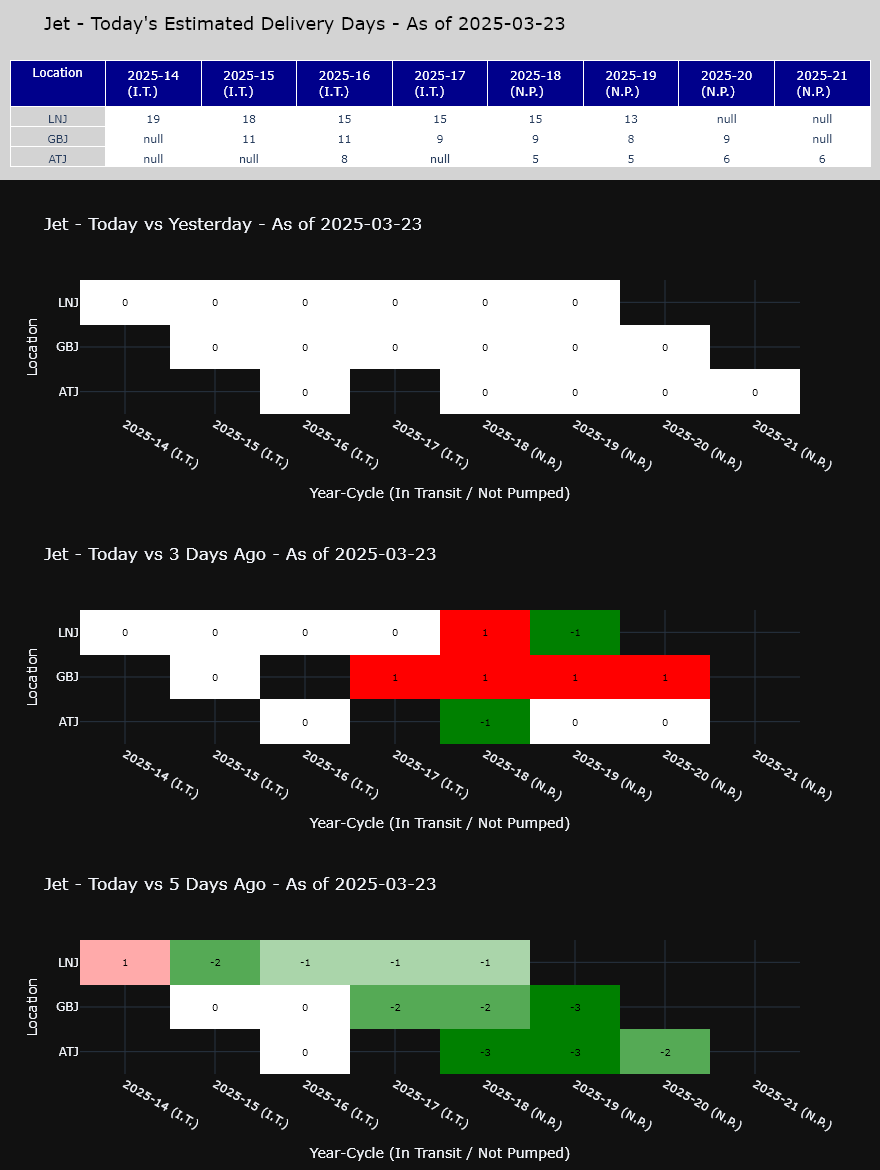 Jet - Today's Estimated Delivery Days - As of 2025-03-23
Location 2025-14 (I.T.) 2025-15 (I.T.) 2025-16 (I.T.) 2025-17 (I.T.) 2025-18 (N.P.) 2025-19 (N.P.) 2025-20 (N.P.) 2025-21 (N.P.)
LNJ 19 18 15 15 15 13 null null
GBJ null 11 11 9 9 8 9 null
ATJ null null 8 null 5 5 6 6
Jet - Today vs Yesterday - As of 2025-03-23
Location
LNJ 0 0 0 0 0 0
GBJ 0 0 0 0 0 0
ATJ 0 0 0 0 0
2025-14 (I.T.) 2025-15 (I.T.) 2025-16 (I.T.) 2025-17 (I.T.) 2025-18 (N.P.) 2025-19 (N.P.) 2025-20 (N.P.) 2025-21 (N.P.)
Year-Cycle (In Transit / Not Pumped)
Jet - Today vs 3 Days Ago - As of 2025-03-23
Location
LNJ 0 0 0 0 1 -1
GBJ 0 1 1 1 1
ATJ 0 -1 0 0
2025-14 (I.T.) 2025-15 (I.T.) 2025-16 (I.T.) 2025-17 (I.T.) 2025-18 (N.P.) 2025-19 (N.P.) 2025-20 (N.P.) 2025-21 (N.P.)
Year-Cycle (In Transit / Not Pumped)
Jet - Today vs 5 Days Ago - As of 2025-03-23
Location
LNJ 1 -2 -1 -1 -1
GBJ 0 0 -2 -2 -3
ATJ 0 -3 -3 -2
2025-14 (I.T.) 2025-15 (I.T.) 2025-16 (I.T.) 2025-17 (I.T.) 2025-18 (N.P.) 2025-19 (N.P.) 2025-20 (N.P.) 2025-21 (N.P.)
Year-Cycle (In Transit / Not Pumped)